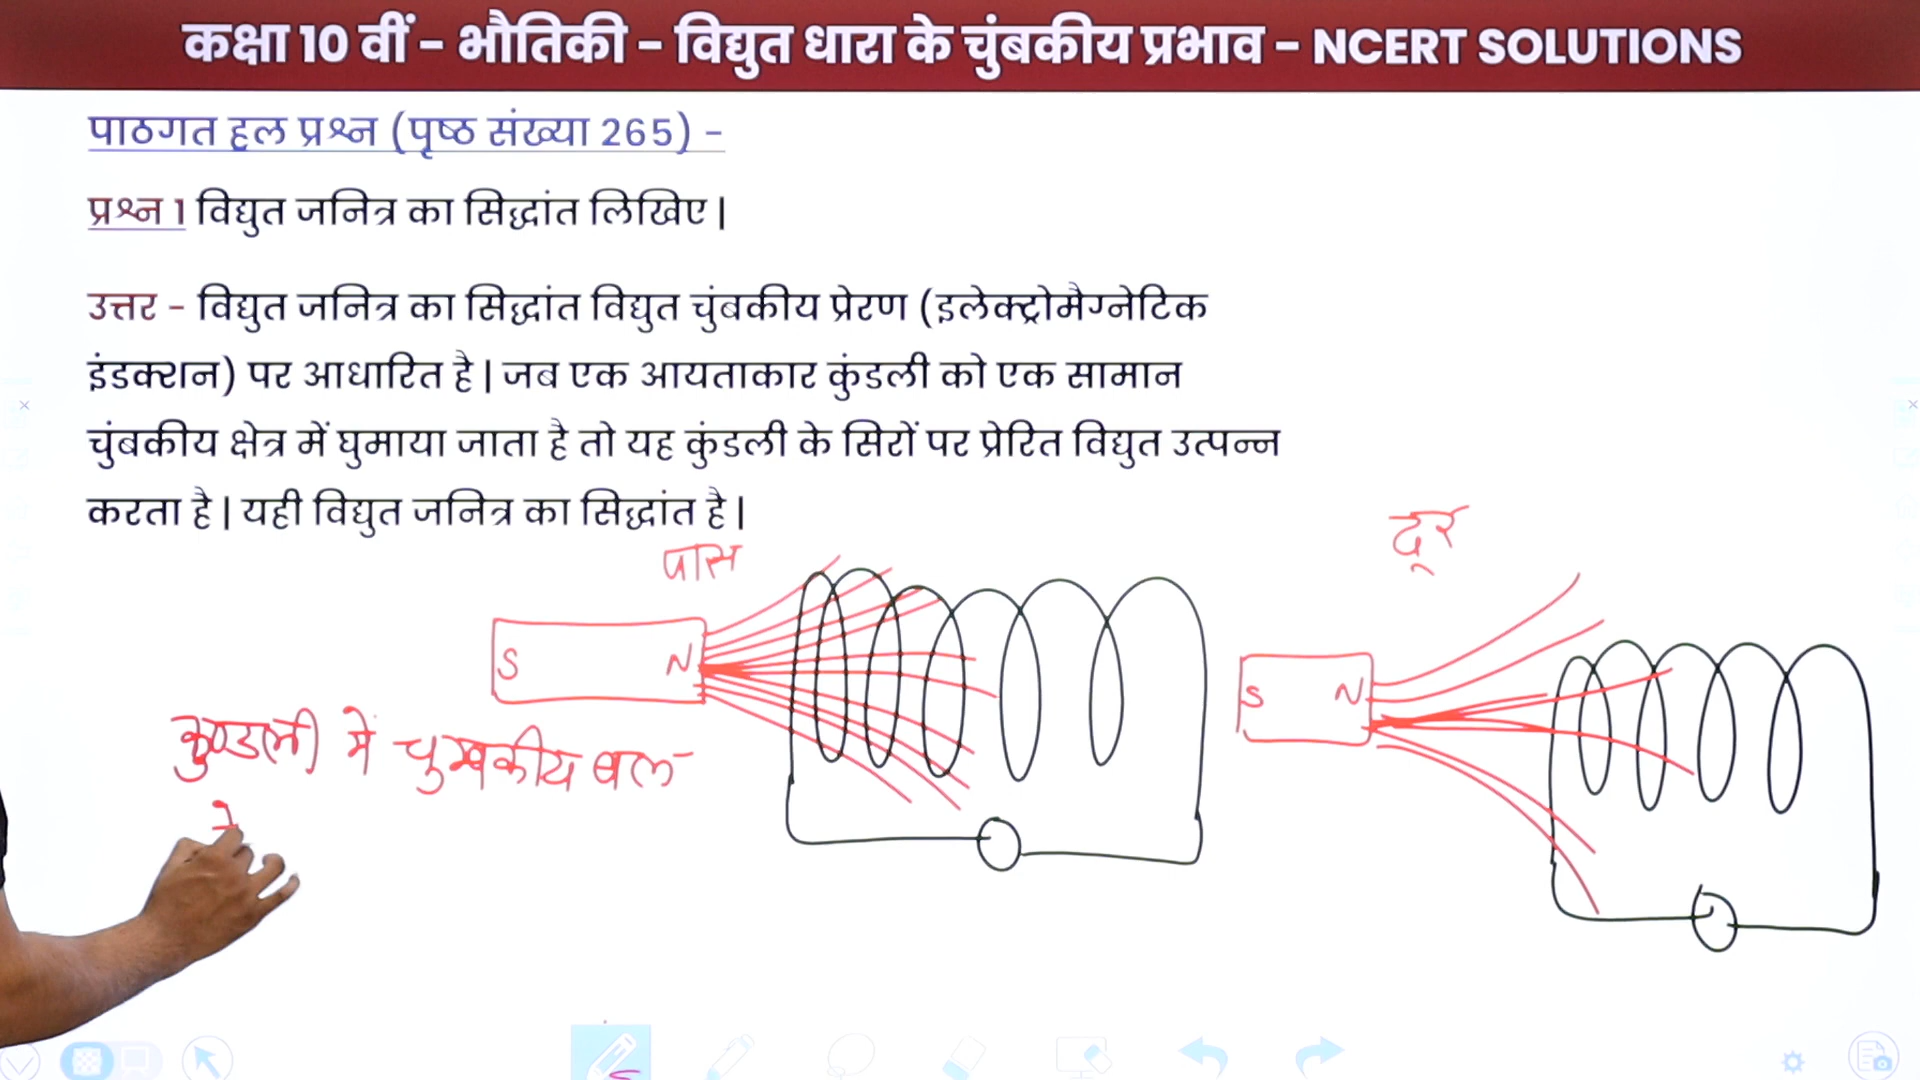 कक्षा 10 वीं – भौतिकी – विद्युत धारा के चुंबकीय प्रभाव – NCERT SOLUTIONS
पाठगत हल प्रश्न (पृष्ठ संख्या 265) –
प्रश्न 1 विद्युत जनित्र का सिद्धांत लिखिए |
उत्तर – विद्युत जनित्र का सिद्धांत विद्युत चुंबकीय प्रेरण (इलेक्ट्रोमैग्नेटिक
इंडक्शन) पर आधारित है | जब एक आयताकार कुंडली को एक सामान
चुंबकीय क्षेत्र में घुमाया जाता है तो यह कुंडली के सिरों पर प्रेरित विद्युत उत्पन्न
करता है | यही विद्युत जनित्र का सिद्धांत है |
पास
दूर
S N
S N
कुण्डली में चुम्बकीय बल